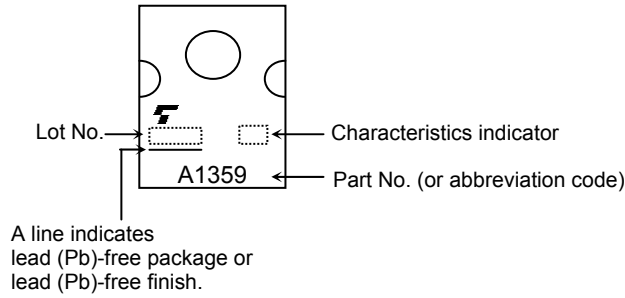 Lot No.
Characteristics indicator
A1359
Part No. (or abbreviation code)
A line indicates
lead (Pb)-free package or
lead (Pb)-free finish.